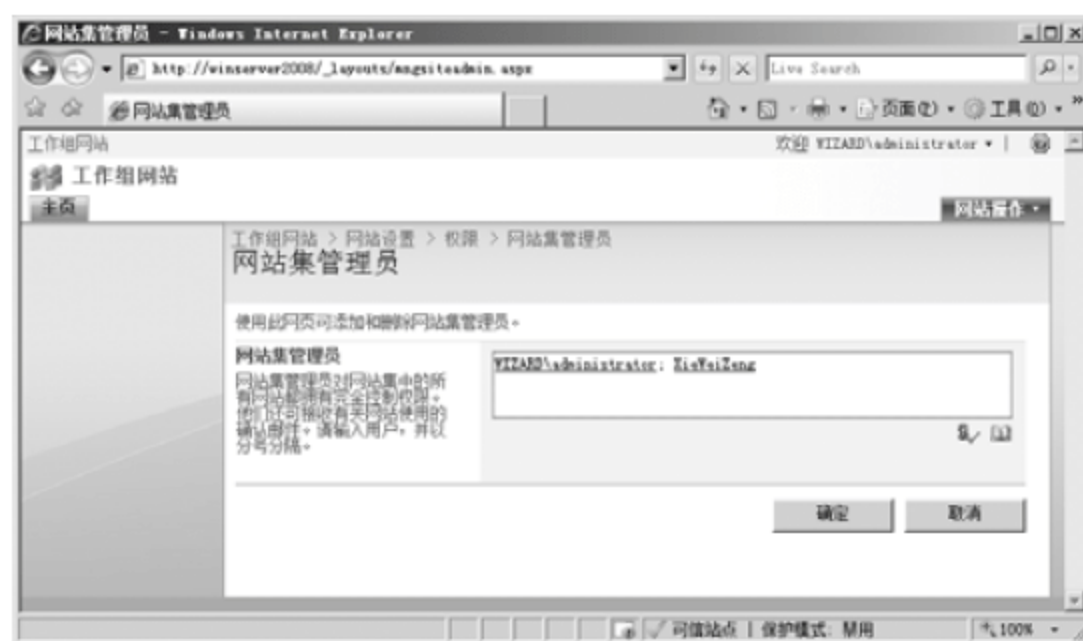 网站集管理员 - Windows Internet Explorer
http://winserver2008/_layouts/mngsiteadmin.aspx
Live Search
网站集管理员
页面(P)
工具(O)
工作组网站
欢迎 WIZARD\administrator
工作组网站
主页
网站操作
工作组网站 > 网站设置 > 权限 > 网站集管理员
网站集管理员
使用此网页可添加和删除网站集管理员。
网站集管理员
网站集管理员对网站集中的所
有网站都拥有完全控制权限。
他们还可接收有关网站使用的
确认邮件。请输入用户，并以
分号分隔。
WIZARD\administrator; XieWeiZeng
确定
取消
可信站点 | 保护模式: 禁用
100%